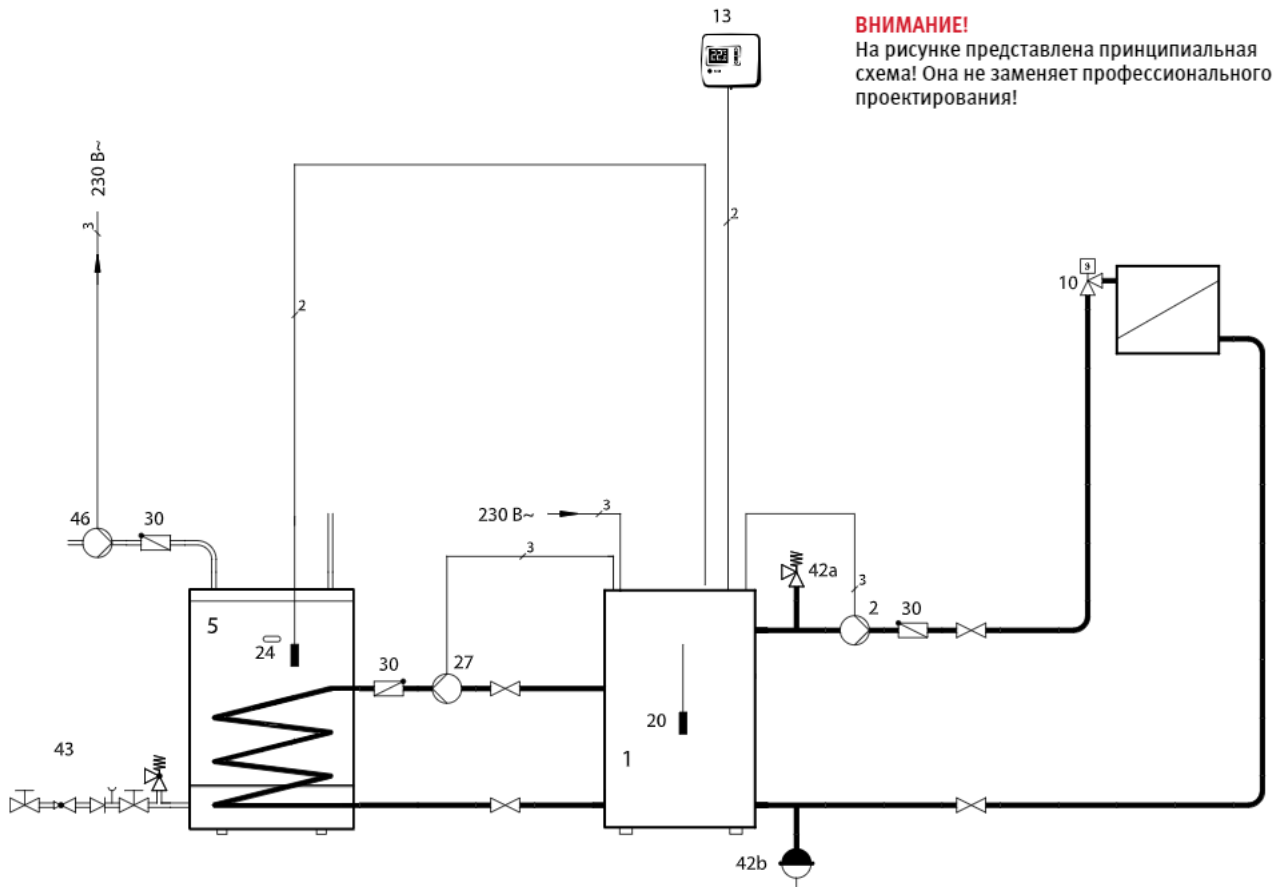 13
ВНИМАНИЕ!
На рисунке представлена принципиальная
схема! Она не заменяет профессионального
проектирования!
230 В~
3
2
2
10
46
30
230 В~
3
3
3
42a
2
30
5
24
30
27
20
1
43
42b